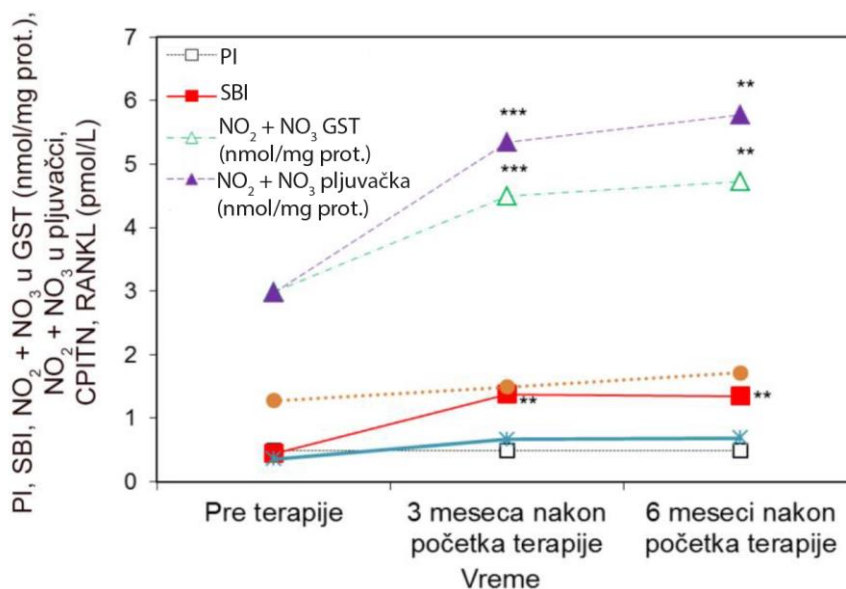 PI, SBI, NO2 + NO3 u GST (nmol/mg prot.),
NO2 + NO3 u pljuvačci,
CPITN, RANKL (pmol/L)
7
6
5
4
3
2
1
0
PI
SBI
NO2 + NO3 GST
(nmol/mg prot.)
NO2 + NO3 pljuvačka
(nmol/mg prot.)
***
**
***
**
**
**
Pre terapije
3 meseca nakon
početka terapije
6 meseci nakon
početka terapije
Vreme